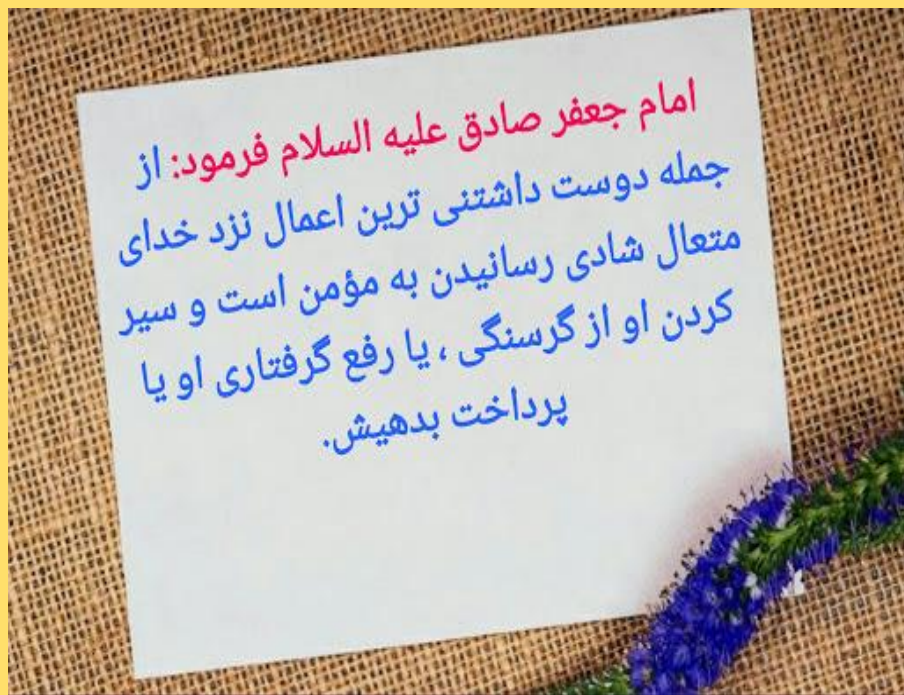 امام جعفر صادق علیه السلام فرمود: از
جمله دوست داشتنی ترین اعمال نزد خدای
متعال شادی رسانیدن به مؤمن است و سیر
کردن او از گرسنگی ، یا رفع گرفتاری او یا
پرداخت بدهیش.